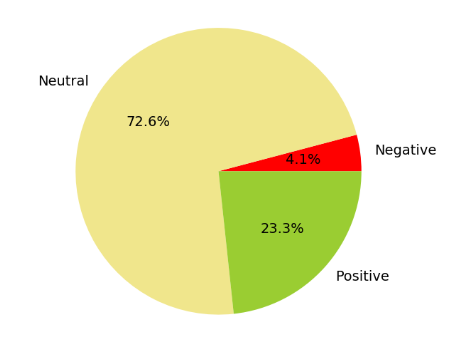 Neutral
72.6%
Negative
4.1%
23.3%
Positive